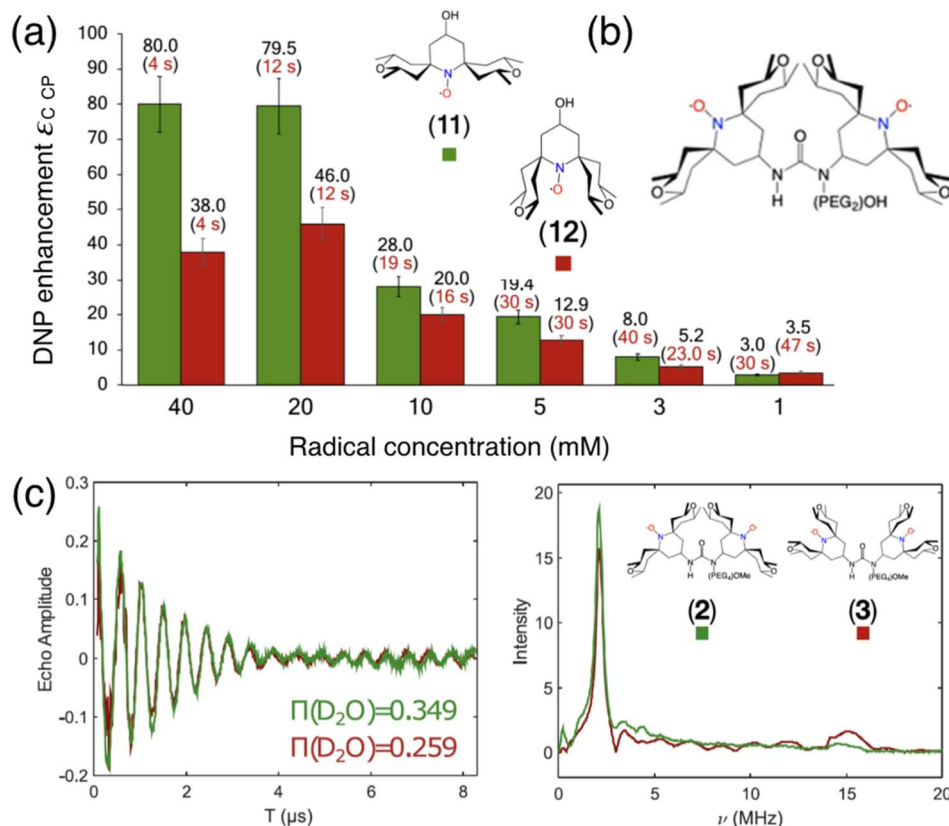 (a)
DNP enhancement ε C CP
100
90
80
70
60
50
40
30
20
10
0
80.0
(4 s)
38.0
(4 s)
79.5
(12 s)
46.0
(12 s)
28.0
(19 s)
20.0
(16 s)
19.4
(30 s)
12.9
(30 s)
8.0
(40 s)
5.2
(23.0 s)
3.0
(30 s)
3.5
(47 s)
40 20 10 5 3 1
Radical concentration (mM)
OH
O O
N
·O
(11)
OH
N
·O
O O
(12)
(b)
O O
·O N N O·
O
N N
H (PEG₂)OH
O O
(c)
Echo Amplitude
0.3
0.2
0.1
0
-0.1
-0.2
Π(D₂O)=0.349
Π(D₂O)=0.259
0 2 4 6 8
T (μs)
Intensity
20
15
10
5
0
O O
·O N N O·
O
N N
H (PEG₄)OMe
O O
(2)
O O
·O N N O·
O
N N
H (PEG₄)OMe
O O
(3)
0 5 10 15 20
ν (MHz)